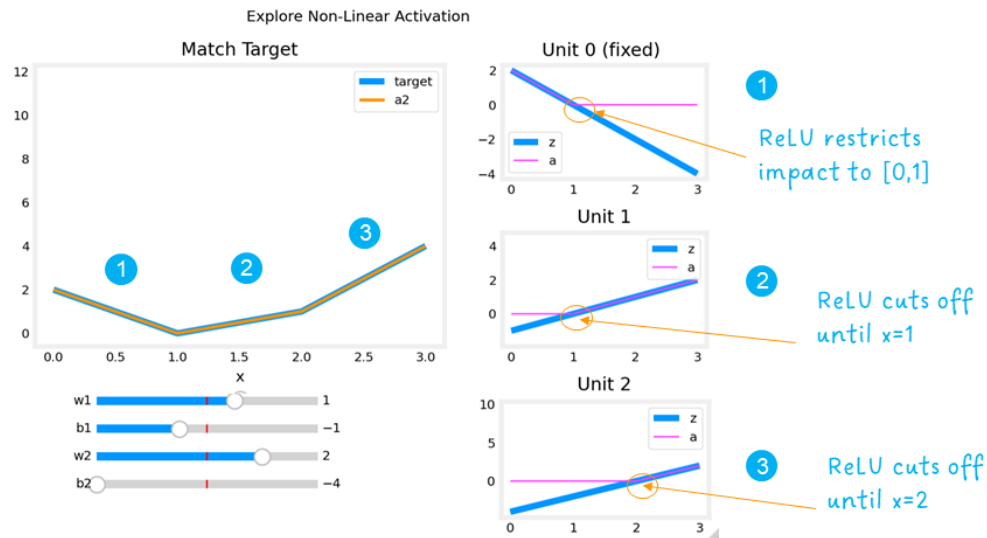 Explore Non-Linear Activation
Match Target
12
10
8
6
4
2
0
target
a2
1
2
3
0.0 0.5 1.0 1.5 2.0 2.5 3.0
x
w1 1
b1 −1
w2 2
b2 −4
Unit 0 (fixed)
2
0
−2
−4
z
a
0 1 2 3
1
ReLU restricts
impact to [0,1]
Unit 1
4
2
0
z
a
0 1 2 3
2
ReLU cuts off
until x=1
Unit 2
10
5
0
z
a
0 1 2 3
3
ReLU cuts off
until x=2